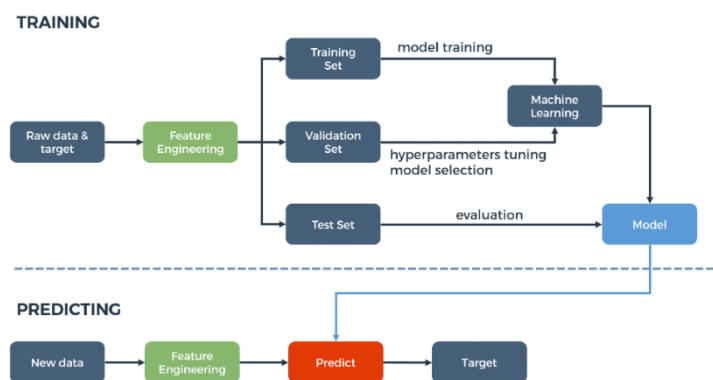 TRAINING
Training
Set
model training
Machine
Learning
Raw data &
target
Feature
Engineering
Validation
Set
hyperparameters tuning
model selection
Test Set
evaluation
Model
PREDICTING
New data
Feature
Engineering
Predict
Target